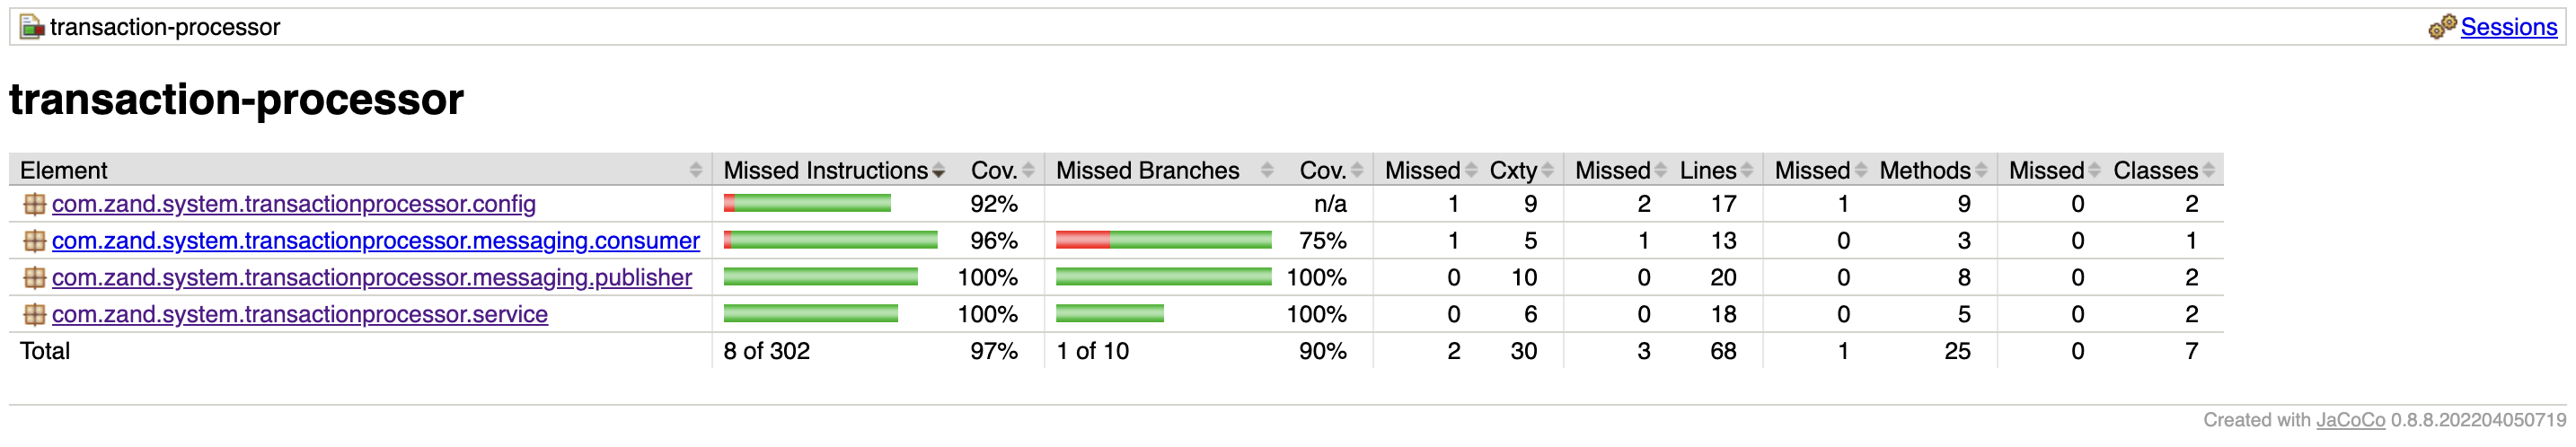 transaction-processor Sessions
transaction-processor
Element Missed Instructions Cov. Missed Branches Cov. Missed Cxty Missed Lines Missed Methods Missed Classes
com.zand.system.transactionprocessor.config 92% n/a 1 9 2 17 1 9 0 2
com.zand.system.transactionprocessor.messaging.consumer 96% 75% 1 5 1 13 0 3 0 1
com.zand.system.transactionprocessor.messaging.publisher 100% 100% 0 10 0 20 0 8 0 2
com.zand.system.transactionprocessor.service 100% 100% 0 6 0 18 0 5 0 2
Total 8 of 302 97% 1 of 10 90% 2 30 3 68 1 25 0 7
Created with JaCoCo 0.8.8.202204050719